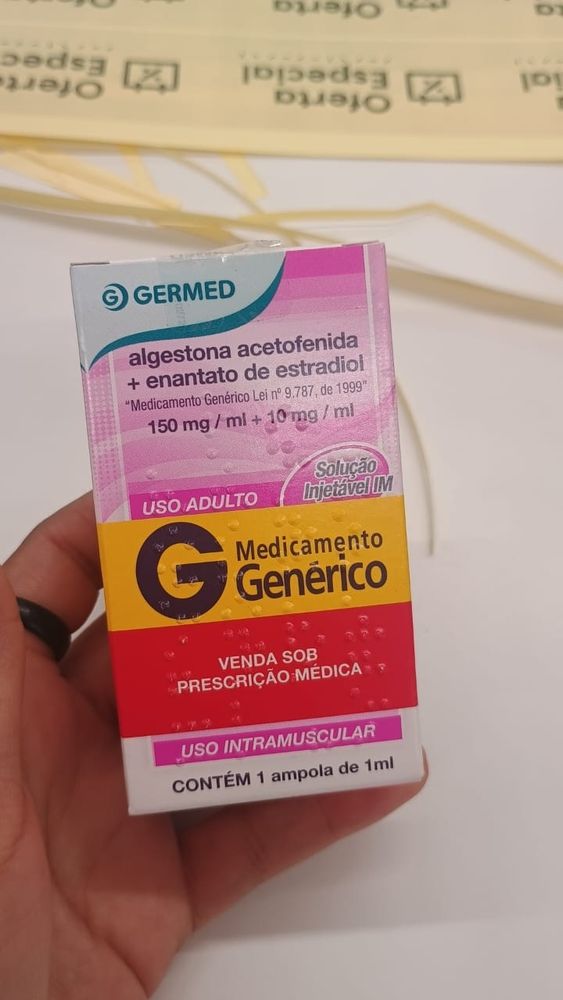 Oferta
Especial
Oferta
Especial
Oferta
Especial
GERMED
algestona acetofenida
+ enantato de estradiol
"Medicamento Genérico Lei nº 9.787, de 1999"
150 mg / ml + 10 mg / ml
Solução
Injetável IM
USO ADULTO
G Medicamento
Genérico
VENDA SOB
PRESCRIÇÃO MÉDICA
USO INTRAMUSCULAR
CONTÉM 1 ampola de 1ml